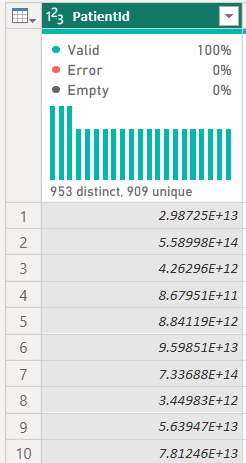 123 PatientId
Valid 100%
Error 0%
Empty 0%
953 distinct, 909 unique
1 2.98725E+13
2 5.58998E+14
3 4.26296E+12
4 8.67951E+11
5 8.84119E+12
6 9.59851E+13
7 7.33688E+14
8 3.44983E+12
9 5.63947E+13
10 7.81246E+13